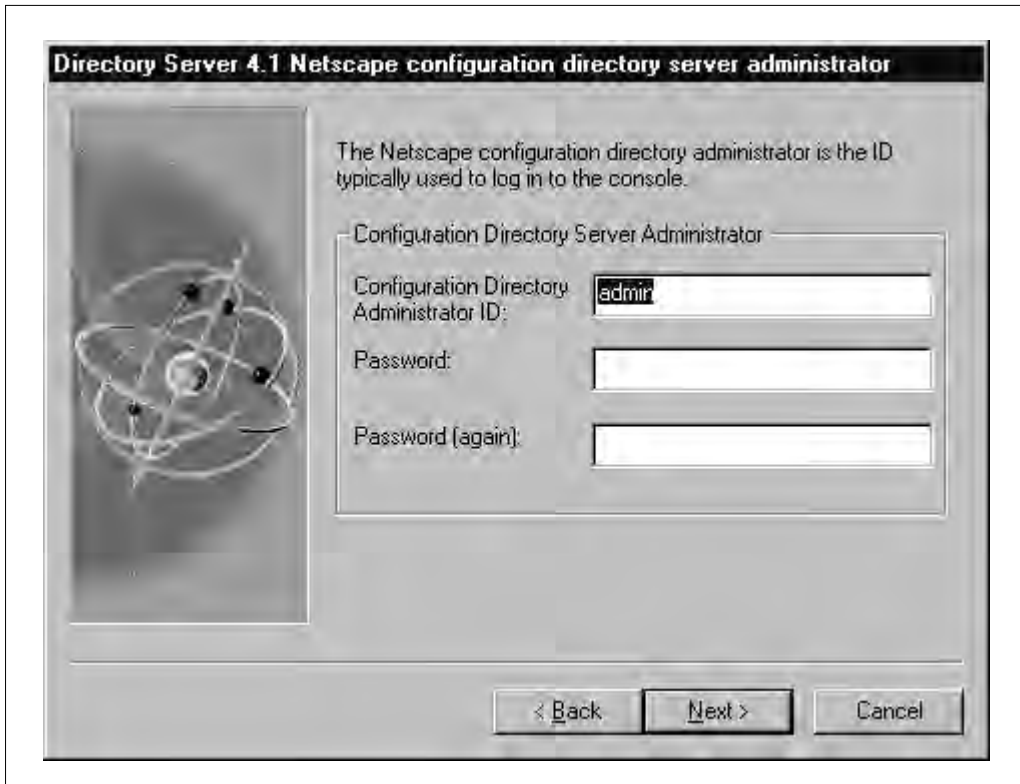 Directory Server 4.1 Netscape configuration directory server administrator
The Netscape configuration directory administrator is the ID
typically used to log in to the console.
Configuration Directory Server Administrator
Configuration Directory
Administrator ID:
admin
Password:
Password (again):
< Back
Next >
Cancel